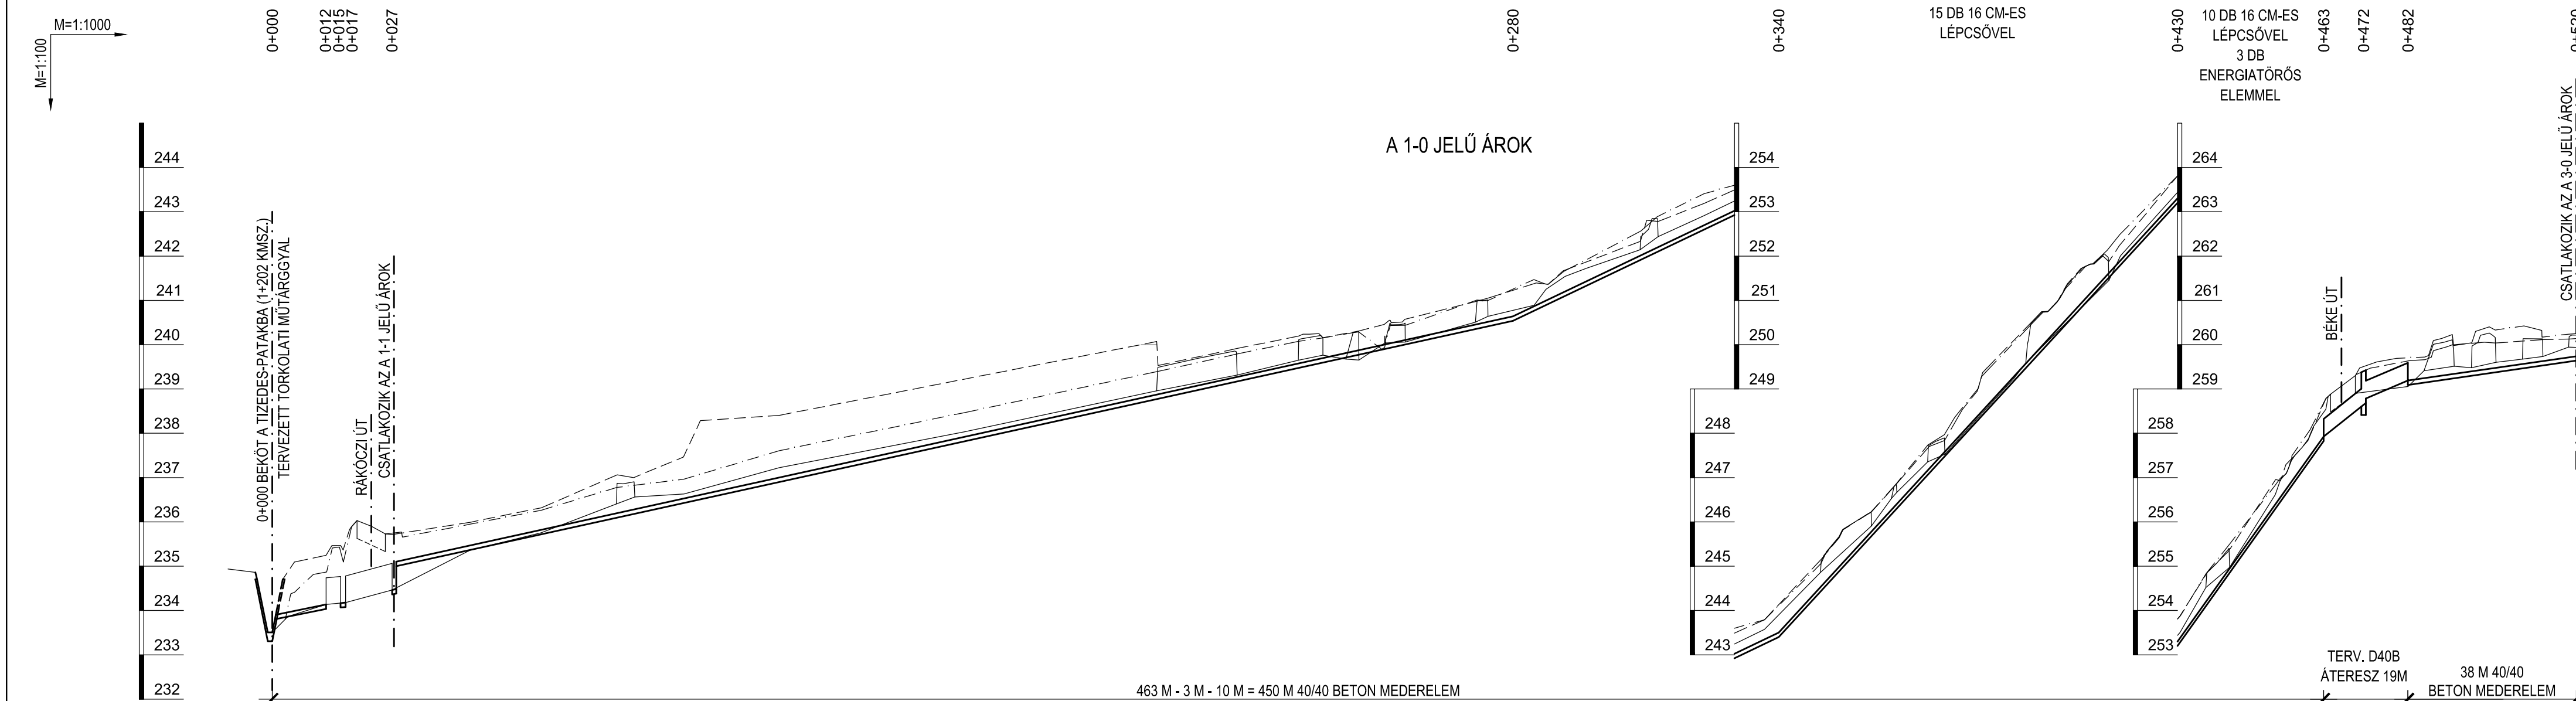 M=1:1000
M=1:100
0+000
0+012
0+015
0+017
0+027
0+280
0+340
15 DB 16 CM-ES
LÉPCSŐVEL
0+430
10 DB 16 CM-ES
LÉPCSŐVEL
3 DB
ENERGIATÖRŐS
ELEMMEL
0+463
0+472
0+482
A 1-0 JELŰ ÁROK
244
243
242
241
240
239
238
237
236
235
234
233
232
0+000 BEKÖT A TIZEDES-PATAKBA (1+202 KMSZ.)
TERVEZETT TORKOLATI MŰTÁRGGYAL
RÁKÓCZI ÚT
CSATLAKOZIK AZ A 1-1 JELŰ ÁROK
254
253
252
251
250
249
248
247
246
245
244
243
264
263
262
261
260
259
258
257
256
255
254
253
BÉKE ÚT
CSATLAKOZIK AZ A 3-0 JELŰ ÁROK
463 M - 3 M - 10 M = 450 M 40/40 BETON MEDERELEM
TERV. D40B
ÁTERESZ 19M
38 M 40/40
BETON MEDERELEM